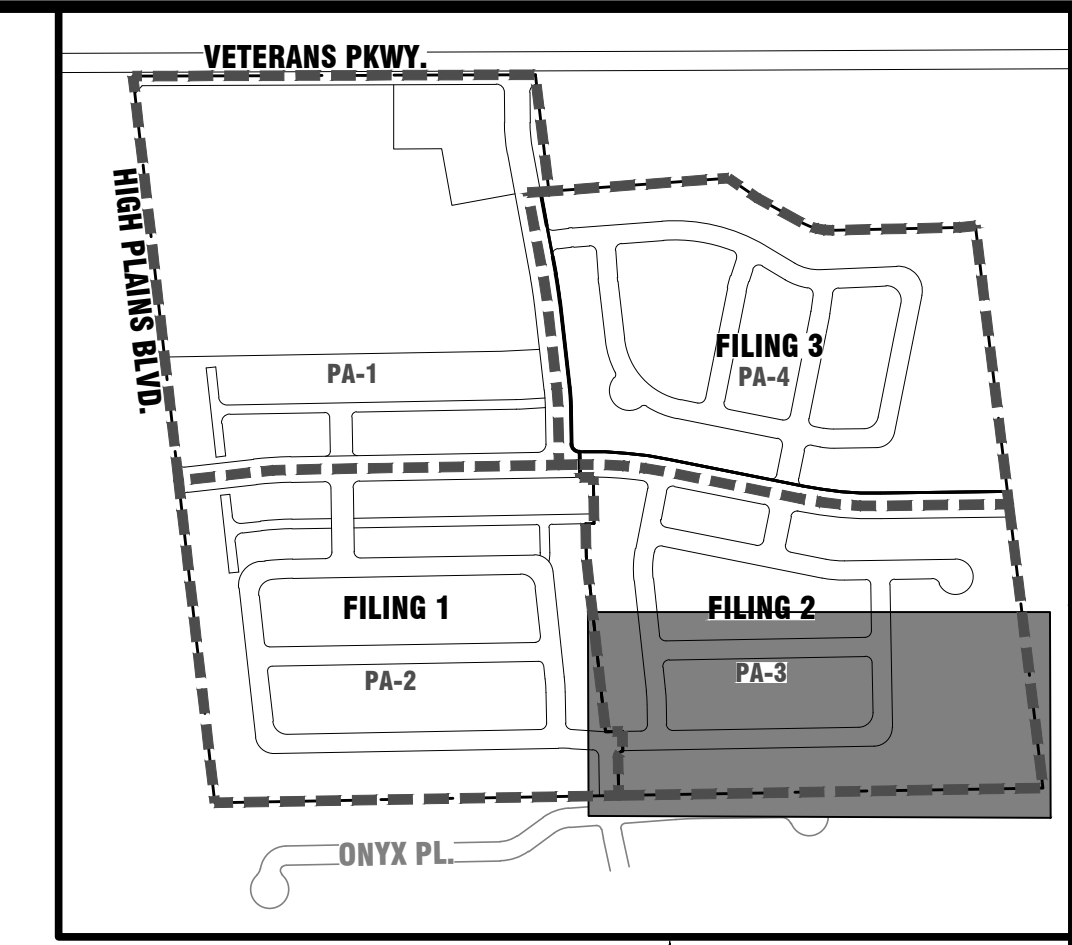 VETERANS PKWY.
HIGH PLAINS BLVD.
FILING 3
PA-4
PA-1
FILING 1
PA-2
FILING 2
PA-3
ONYX PL.